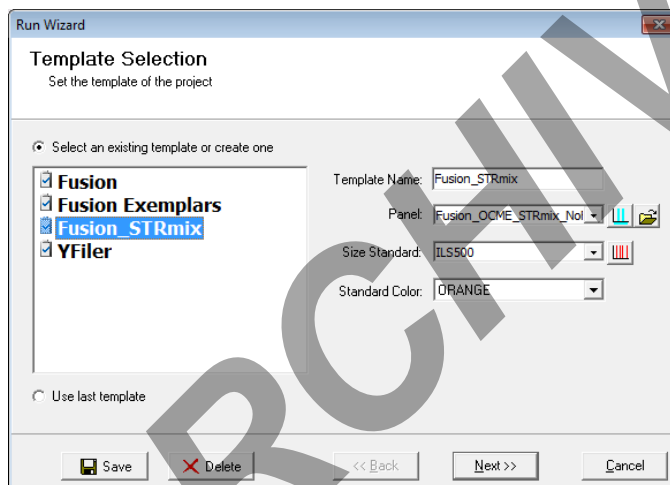 Run Wizard
Template Selection
Set the template of the project
Select an existing template or create one
Fusion
Fusion Exemplars
Fusion_STRmix
YFiler
Template Name: Fusion_STRmix
Panel: Fusion_OCME_STRmix_Nol
Size Standard: ILS500
Standard Color: ORANGE
Use last template
Save Delete << Back Next >> Cancel
RCHIV